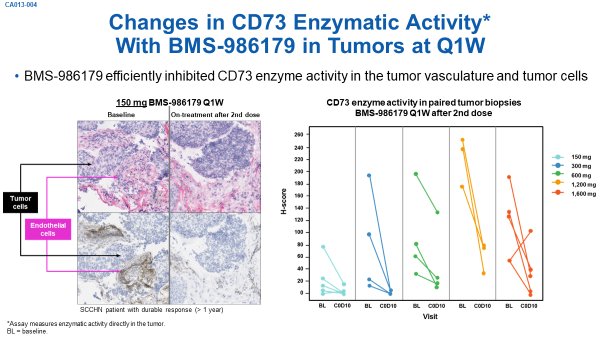 CA013-004
Changes in CD73 Enzymatic Activity*
With BMS-986179 in Tumors at Q1W
• BMS-986179 efficiently inhibited CD73 enzyme activity in the tumor vasculature and tumor cells
150 mg BMS-986179 Q1W
Baseline
On-treatment after 2nd dose
Tumor
cells
Endothelial
cells
SCCHN patient with durable response (> 1 year)
CD73 enzyme activity in paired tumor biopsies
BMS-986179 Q1W after 2nd dose
H-score
260
240
220
200
180
160
140
120
100
80
60
40
20
0
BL C0D10 BL C0D10 BL C0D10 BL C0D10 BL C0D10
Visit
150 mg
300 mg
600 mg
1,200 mg
1,600 mg
*Assay measures enzymatic activity directly in the tumor.
BL = baseline.